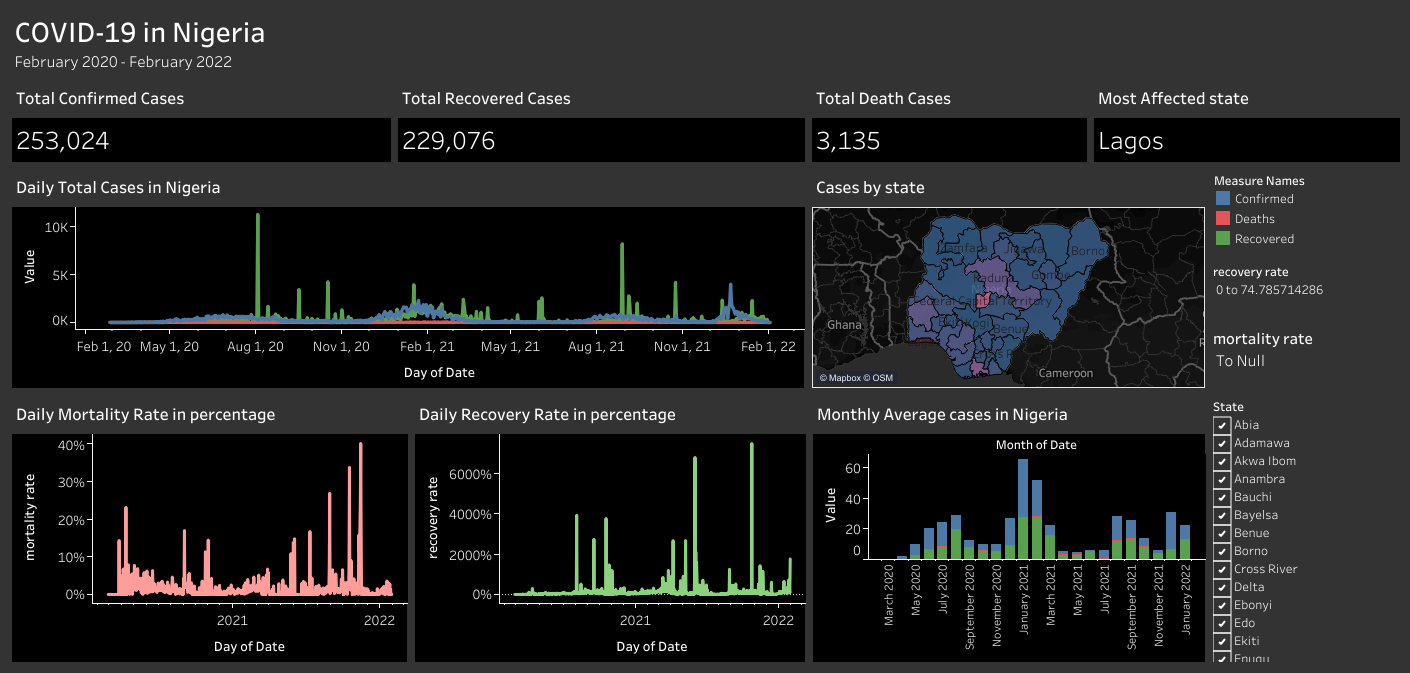 COVID-19 in Nigeria
February 2020 - February 2022
Total Confirmed Cases
Total Recovered Cases
Total Death Cases
Most Affected state
253,024
229,076
3,135
Lagos
Daily Total Cases in Nigeria
10K
5K
0K
Value
Feb 1, 20
May 1, 20
Aug 1, 20
Nov 1, 20
Feb 1, 21
May 1, 21
Aug 1, 21
Nov 1, 21
Feb 1, 22
Day of Date
Cases by state
Zamfara
Jigawa
Borno
Gombe
Federal Capital Territory
Kogi
Benue
Ghana
Cameroon
© Mapbox © OSM
Measure Names
Confirmed
Deaths
Recovered
recovery rate
0 to 74.785714286
mortality rate
To Null
Daily Mortality Rate in percentage
40%
30%
20%
10%
0%
mortality rate
2021
2022
Day of Date
Daily Recovery Rate in percentage
6000%
4000%
2000%
0%
recovery rate
2021
2022
Day of Date
Monthly Average cases in Nigeria
Month of Date
60
40
20
0
Value
March 2020
May 2020
July 2020
September 2020
November 2020
January 2021
March 2021
May 2021
July 2021
September 2021
November 2021
January 2022
State
Abia
Adamawa
Akwa Ibom
Anambra
Bauchi
Bayelsa
Benue
Borno
Cross River
Delta
Ebonyi
Edo
Ekiti
Enugu